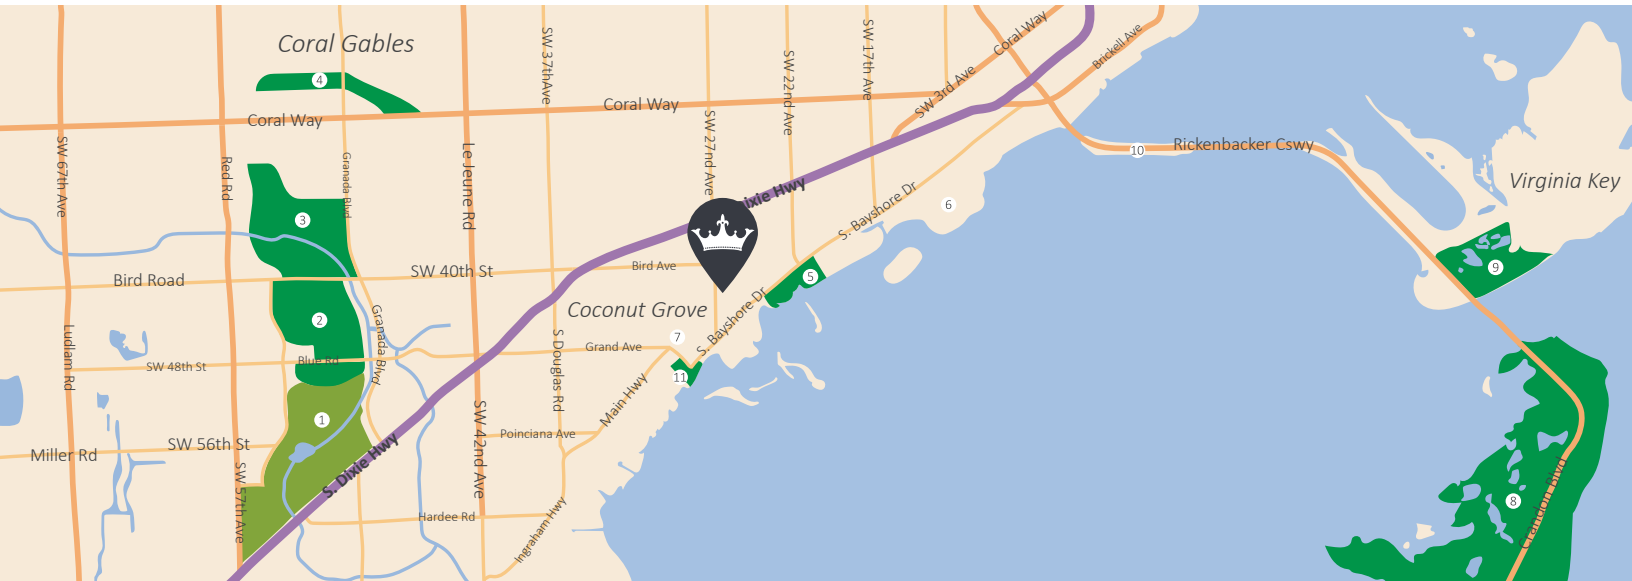 Coral Gables
4
Coral Way
Coral Way
SW 67th Ave
Red Rd
Granada Blvd
Le Jeune Rd
SW 37thAve
SW 27nd Ave
SW 22nd Ave
SW 17th Ave
SW 3rd Ave
Coral Way
Brickell Ave
10
Rickenbacker Cswy
Virginia Key
Dixie Hwy
S. Bayshore Dr
6
3
9
Bird Road
SW 40th St
Bird Ave
5
Coconut Grove
2
7
S. Bayshore Dr
Ludlam Rd
Granada Blvd
S Douglas Rd
Grand Ave
Blue Rd
SW 48th St
11
Main Hwy
1
Poinciana Ave
SW 56th St
Miller Rd
S. Dixie Hwy
SW 42nd Ave
SW 57th Ave
Hardee Rd
Ingraham Hwy
8
Crandon Blvd